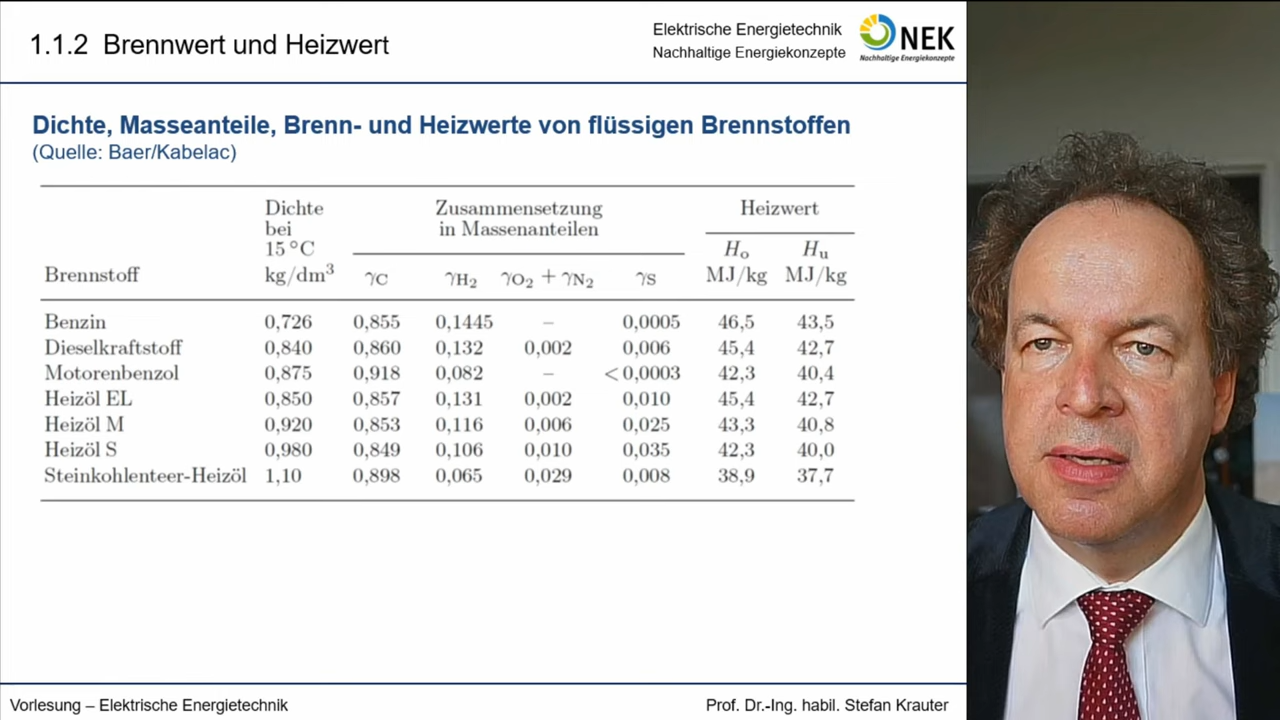 1.1.2 Brennwert und Heizwert
Elektrische Energietechnik
Nachhaltige Energiekonzepte
NEK
Nachhaltige Energiekonzepte
Dichte, Masseanteile, Brenn- und Heizwerte von flüssigen Brennstoffen
(Quelle: Baer/Kabelac)
Dichte Zusammensetzung Heizwert
bei in Massenanteilen
15 °C H_o H_u
Brennstoff kg/dm³ γ_C γ_H₂ γ_O₂ + γ_N₂ γ_S MJ/kg MJ/kg
Benzin 0,726 0,855 0,1445 – 0,0005 46,5 43,5
Dieselkraftstoff 0,840 0,860 0,132 0,002 0,006 45,4 42,7
Motorenbenzol 0,875 0,918 0,082 – < 0,0003 42,3 40,4
Heizöl EL 0,850 0,857 0,131 0,002 0,010 45,4 42,7
Heizöl M 0,920 0,853 0,116 0,006 0,025 43,3 40,8
Heizöl S 0,980 0,849 0,106 0,010 0,035 42,3 40,0
Steinkohlenteer-Heizöl 1,10 0,898 0,065 0,029 0,008 38,9 37,7
Vorlesung – Elektrische Energietechnik
Prof. Dr.-Ing. habil. Stefan Krauter